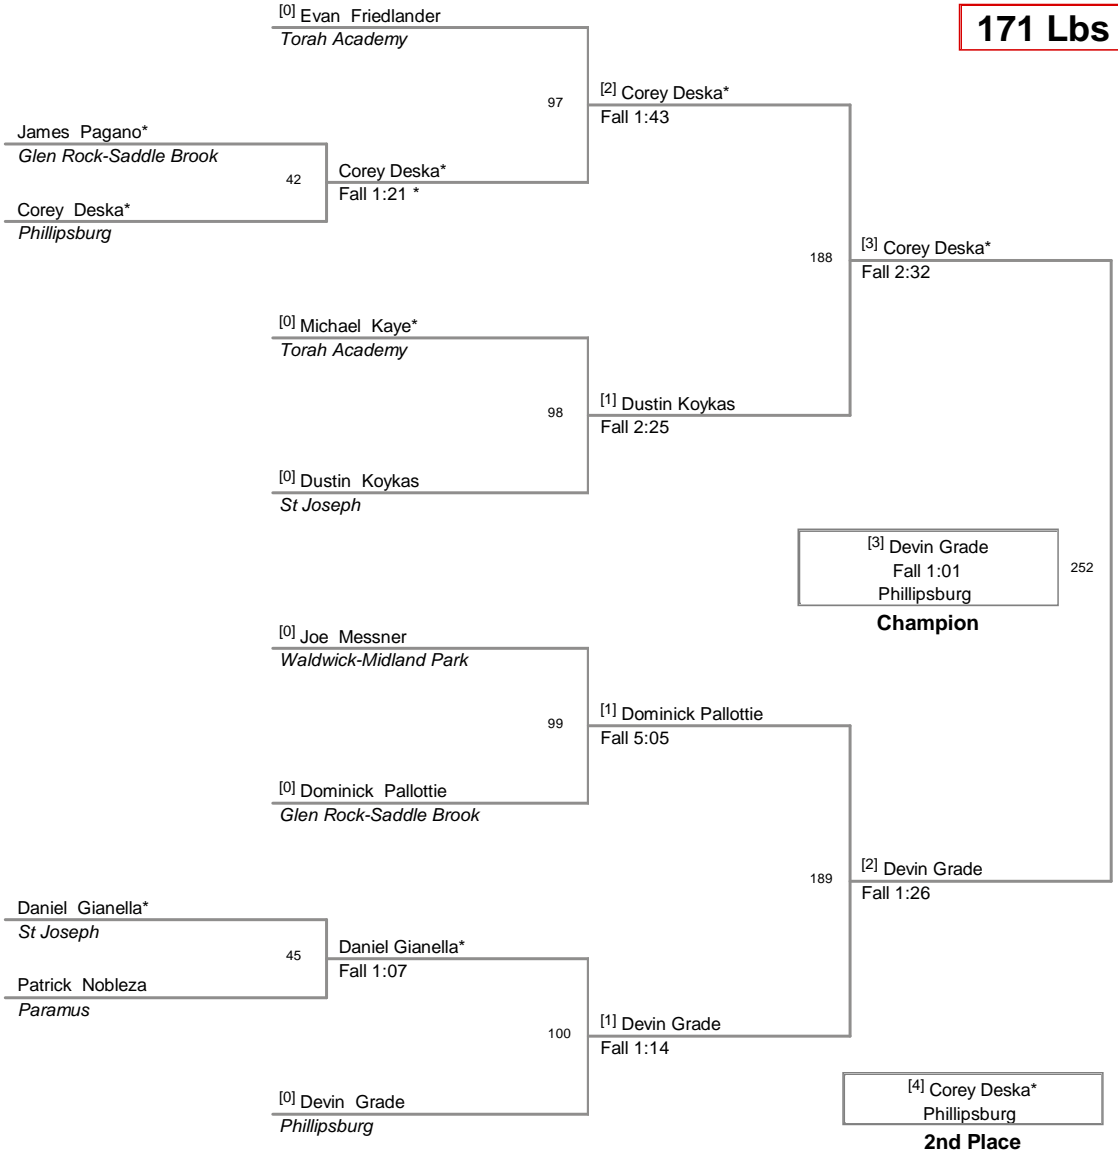 [0] Evan Friedlander
Torah Academy
171 Lbs
97
[2] Corey Deska*
Fall 1:43
James Pagano*
Glen Rock-Saddle Brook
42
Corey Deska*
Fall 1:21 *
Corey Deska*
Phillipsburg
188
[3] Corey Deska*
Fall 2:32
[0] Michael Kaye*
Torah Academy
98
[1] Dustin Koykas
Fall 2:25
[0] Dustin Koykas
St Joseph
[3] Devin Grade
Fall 1:01
Phillipsburg
252
Champion
[0] Joe Messner
Waldwick-Midland Park
99
[1] Dominick Pallottie
Fall 5:05
[0] Dominick Pallottie
Glen Rock-Saddle Brook
189
[2] Devin Grade
Fall 1:26
Daniel Gianella*
St Joseph
45
Daniel Gianella*
Fall 1:07
Patrick Nobleza
Paramus
100
[1] Devin Grade
Fall 1:14
[0] Devin Grade
Phillipsburg
[4] Corey Deska*
Phillipsburg
2nd Place